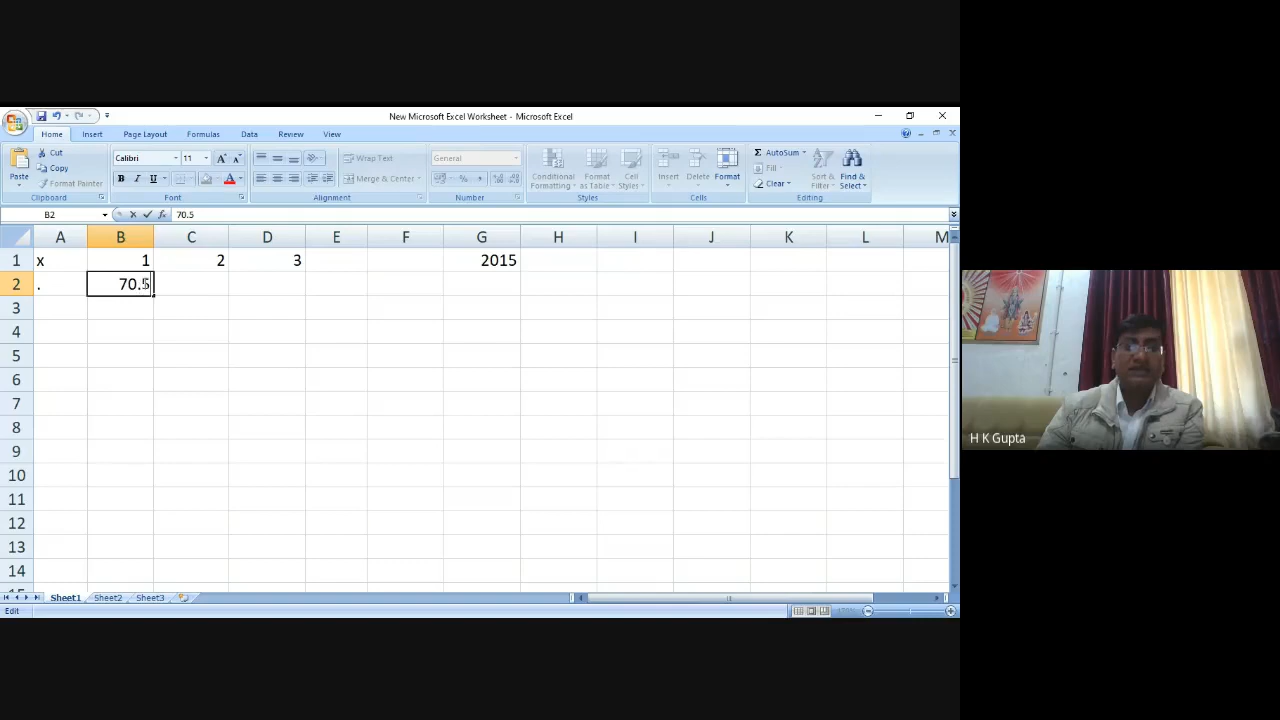 New Microsoft Excel Worksheet - Microsoft Excel
Home Insert Page Layout Formulas Data Review View
Cut Calibri 11 Wrap Text General AutoSum
Copy Fill
Paste Format Painter B I U Merge & Center % , Conditional Formatting Format as Table Cell Styles Insert Delete Format Clear Sort & Filter Find & Select
Clipboard Font Alignment Number Styles Cells Editing
B2 fx 70.5
A B C D E F G H I J K L M
1 x 1 2 3 2015
2 . 70.5
3
4
5
6
7
8
9
10
11
12
13
14
Sheet1 Sheet2 Sheet3
Edit
H K Gupta